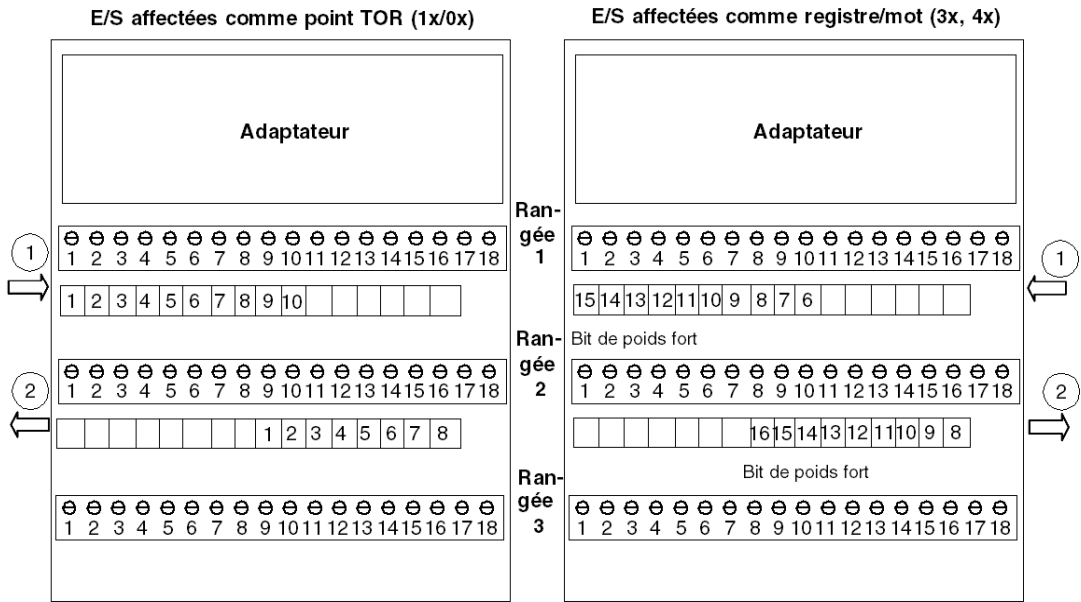 E/S affectées comme point TOR (1x/0x)
E/S affectées comme registre/mot (3x, 4x)
Adaptateur
Adaptateur
Ran-
gée
1
1
1 2 3 4 5 6 7 8 9 10 11 12 13 14 15 16 17 18
1 2 3 4 5 6 7 8 9 10 11 12 13 14 15 16 17 18
1
1 2 3 4 5 6 7 8 9 10
15 14 13 12 11 10 9 8 7 6
Bit de poids fort
Ran-
gée
2
2
1 2 3 4 5 6 7 8 9 10 11 12 13 14 15 16 17 18
1 2 3 4 5 6 7 8 9 10 11 12 13 14 15 16 17 18
2
1 2 3 4 5 6 7 8
16 15 14 13 12 11 10 9 8
Bit de poids fort
Ran-
gée
3
1 2 3 4 5 6 7 8 9 10 11 12 13 14 15 16 17 18
1 2 3 4 5 6 7 8 9 10 11 12 13 14 15 16 17 18